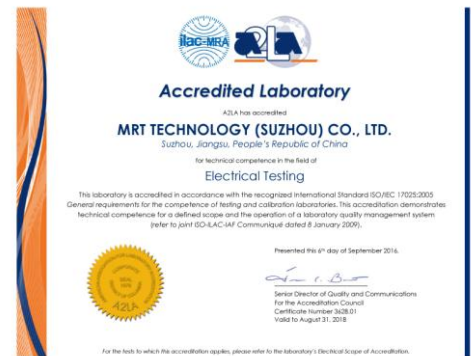 ilac-MRA
A2LA
Accredited Laboratory
A2LA has accredited
MRT TECHNOLOGY (SUZHOU) CO., LTD.
Suzhou, Jiangsu, People's Republic of China
for technical competence in the field of
Electrical Testing
This laboratory is accredited in accordance with the recognized International Standard ISO/IEC 17025:2005
General requirements for the competence of testing and calibration laboratories. This accreditation demonstrates
technical competence for a defined scope and the operation of a laboratory quality management system
(refer to joint ISO-ILAC-IAF Communiqué dated 8 January 2009).
Presented this 6th day of September 2016.
Senior Director of Quality and Communications
For the Accreditation Council
Certificate Number 3628.01
Valid to August 31, 2018
CORPORATE
SEAL
1978
A2LA
For the tests to which this accreditation applies, please refer to the laboratory's Electrical Scope of Accreditation.